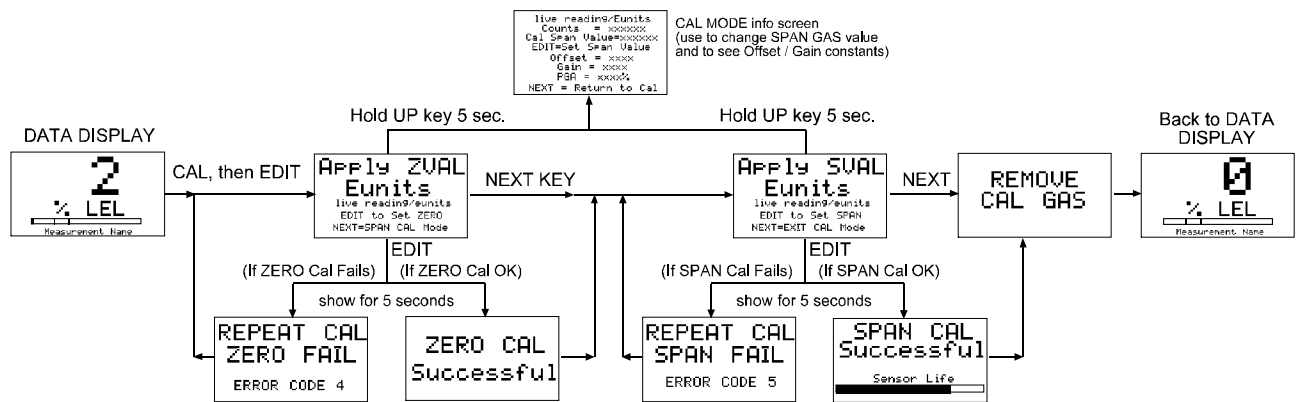 live reading/Eunits
Counts = xxxxxx
Cal Span Value=xxxxxx
EDIT=Set Span Value
Offset = xxxx
Gain = xxxx
PGA = xxxx%
NEXT = Return to Cal
CAL MODE info screen
(use to change SPAN GAS value
and to see Offset / Gain constants)
Hold UP key 5 sec.
Hold UP key 5 sec.
DATA DISPLAY
2
% LEL
Measurement Name
CAL, then EDIT
Apply ZVAL
Eunits
live reading/eunits
EDIT to Set ZERO
NEXT=SPAN CAL Mode
NEXT KEY
Apply SVAL
Eunits
live reading/eunits
EDIT to Set SPAN
NEXT=EXIT CAL Mode
NEXT
REMOVE
CAL GAS
Back to DATA
DISPLAY
0
% LEL
Measurement Name
EDIT
(If ZERO Cal Fails)
(If ZERO Cal OK)
show for 5 seconds
REPEAT CAL
ZERO FAIL
ERROR CODE 4
ZERO CAL
Successful
EDIT
(If SPAN Cal Fails)
(If SPAN Cal OK)
show for 5 seconds
REPEAT CAL
SPAN FAIL
ERROR CODE 5
SPAN CAL
Successful
Sensor Life